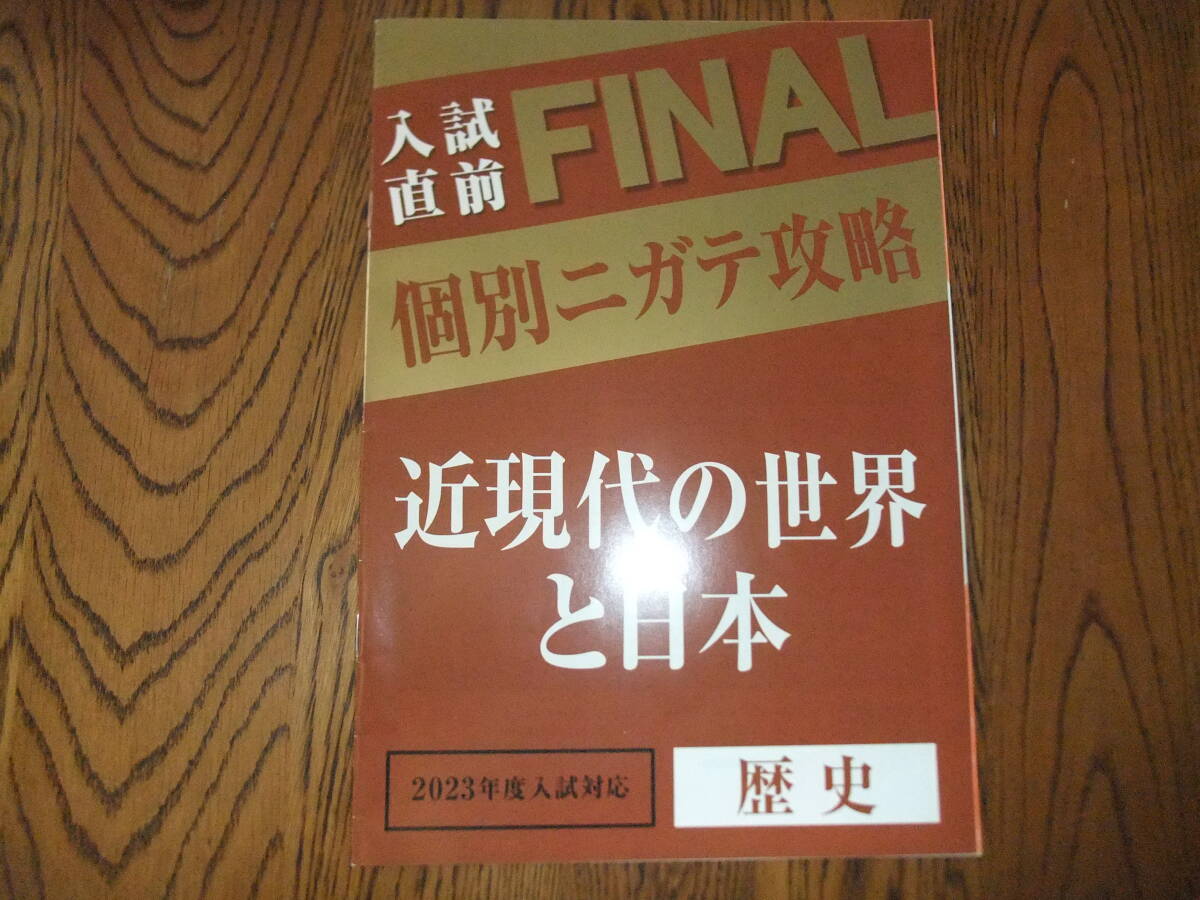 入試
直前
FINAL
個別ニガテ攻略
近現代の世界
と日本
2023年度入試対応
歴史